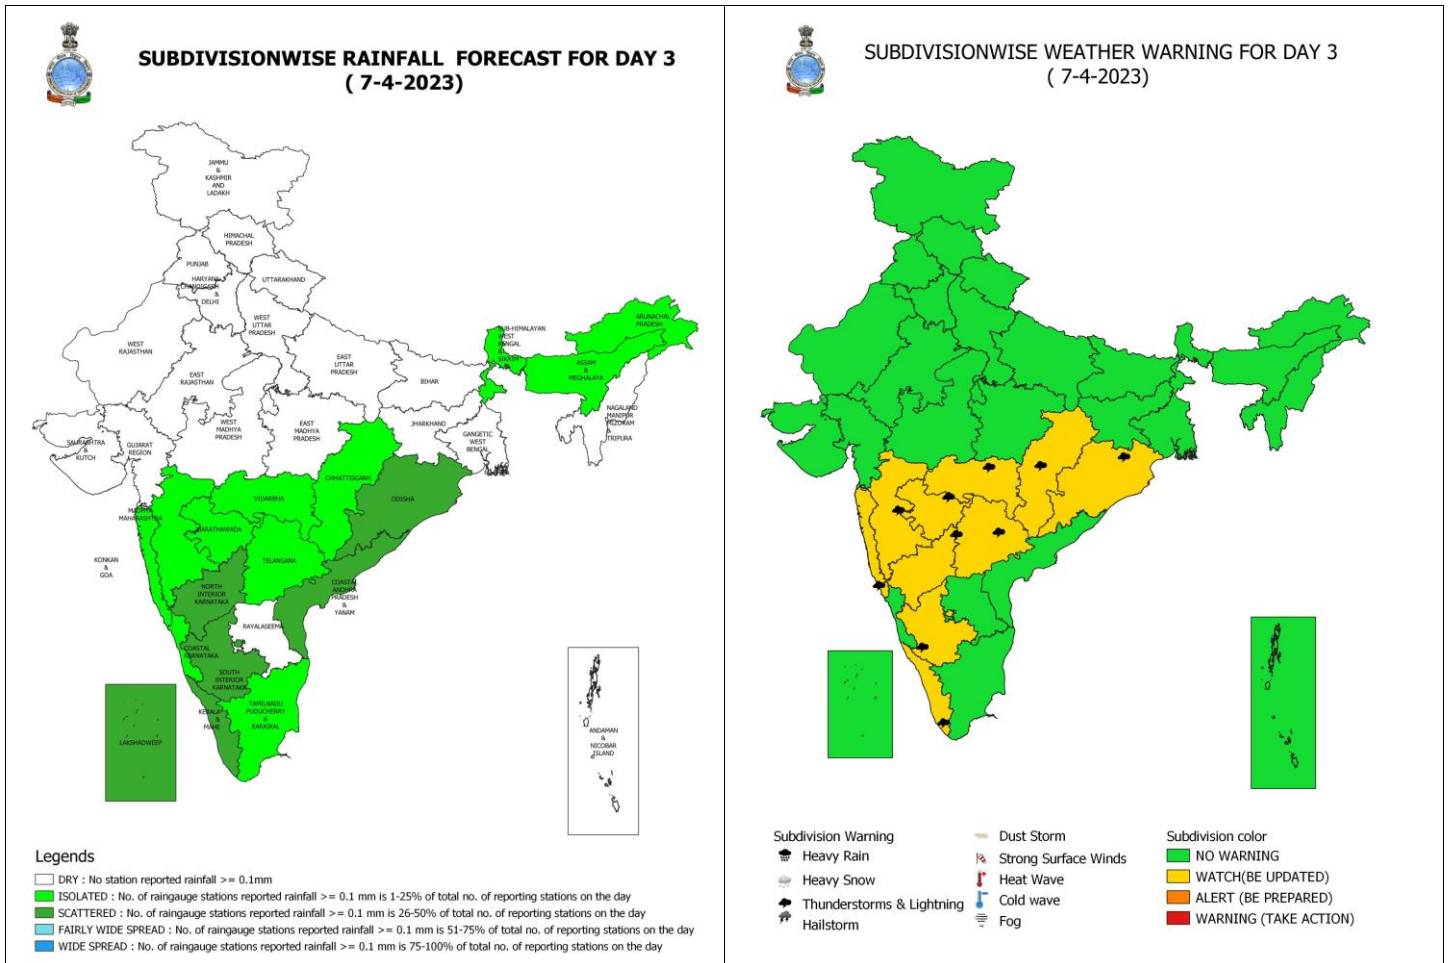 SUBDIVISIONWISE RAINFALL FORECAST FOR DAY 3
( 7-4-2023)
JAMMU
&
KASHMIR
AND
LADAKH
HIMACHAL
PRADESH
PUNJAB
HARYANA
CHANDIGARH
&
DELHI
UTTARAKHAND
WEST
UTTAR
PRADESH
WEST
RAJASTHAN
EAST
RAJASTHAN
EAST
UTTAR
PRADESH
BIHAR
SUB-HIMALAYAN
WEST
BENGAL
&
SIKKIM
ARUNACHAL
PRADESH
ASSAM
&
MEGHALAYA
NAGALAND
MANIPUR
MIZORAM
&
TRIPURA
SAURASHTRA
&
KUTCH
GUJARAT
REGION
WEST
MADHYA
PRADESH
EAST
MADHYA
PRADESH
JHARKHAND
GANGETIC
WEST
BENGAL
CHHATTISGARH
ODISHA
VIDARBHA
MADHYA
MAHARASHTRA
MARATHAWADA
TELANGANA
KONKAN
&
GOA
NORTH
INTERIOR
KARNATAKA
COASTAL
ANDHRA
PRADESH
&
YANAM
RAYALASEEMA
COASTAL
KARNATAKA
SOUTH
INTERIOR
KARNATAKA
KERALA
&
MAHE
TAMILNADU
PUDUCHERRY
&
KARAIKAL
LAKSHADWEEP
ANDAMAN
&
NICOBAR
ISLAND
Legends
DRY : No station reported rainfall >= 0.1mm
ISOLATED : No. of raingauge stations reported rainfall >= 0.1 mm is 1-25% of total no. of reporting stations on the day
SCATTERED : No. of raingauge stations reported rainfall >= 0.1 mm is 26-50% of total no. of reporting stations on the day
FAIRLY WIDE SPREAD : No. of raingauge stations reported rainfall >= 0.1 mm is 51-75% of total no. of reporting stations on the day
WIDE SPREAD : No. of raingauge stations reported rainfall >= 0.1 mm is 75-100% of total no. of reporting stations on the day
SUBDIVISIONWISE WEATHER WARNING FOR DAY 3
( 7-4-2023)
Subdivision Warning
Heavy Rain
Heavy Snow
Thunderstorms & Lightning
Hailstorm
Dust Storm
Strong Surface Winds
Heat Wave
Cold wave
Fog
Subdivision color
NO WARNING
WATCH(BE UPDATED)
ALERT (BE PREPARED)
WARNING (TAKE ACTION)